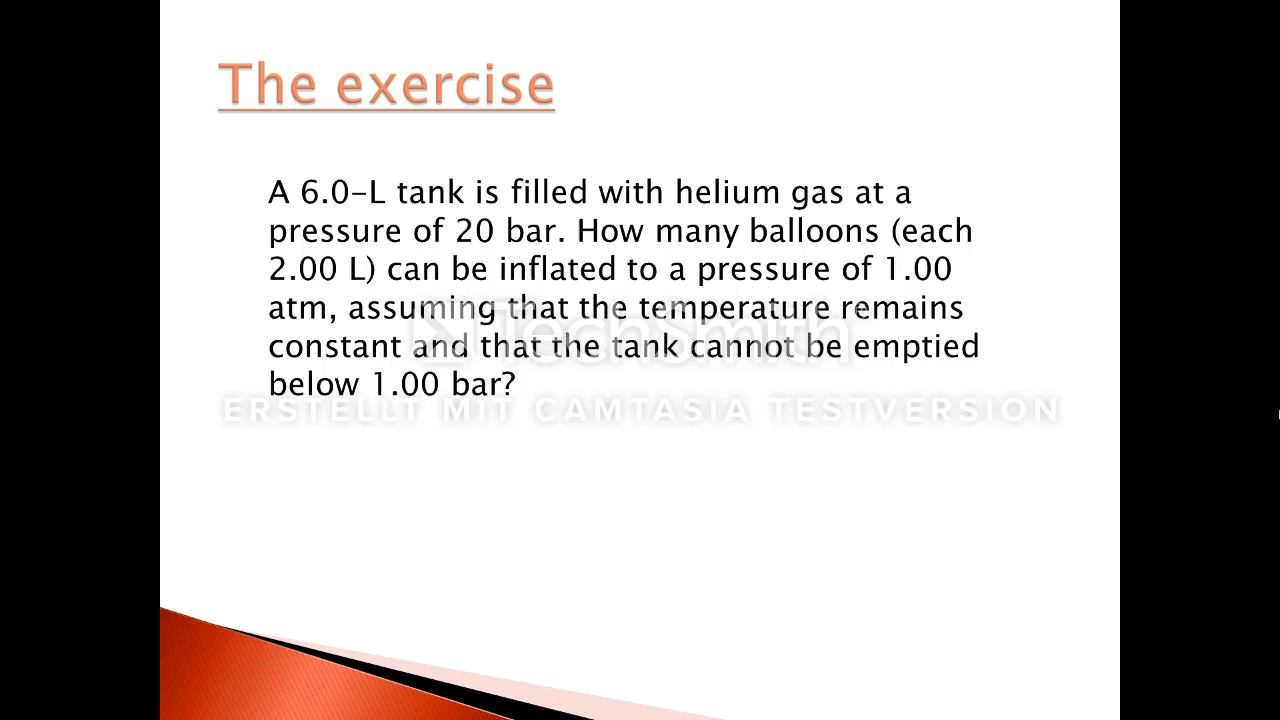 The exercise
A 6.0-L tank is filled with helium gas at a
pressure of 20 bar. How many balloons (each
2.00 L) can be inflated to a pressure of 1.00
atm, assuming that the temperature remains
constant and that the tank cannot be emptied
below 1.00 bar?
TechSmith
ERSTELLT MIT CAMTASIA TESTVERSION